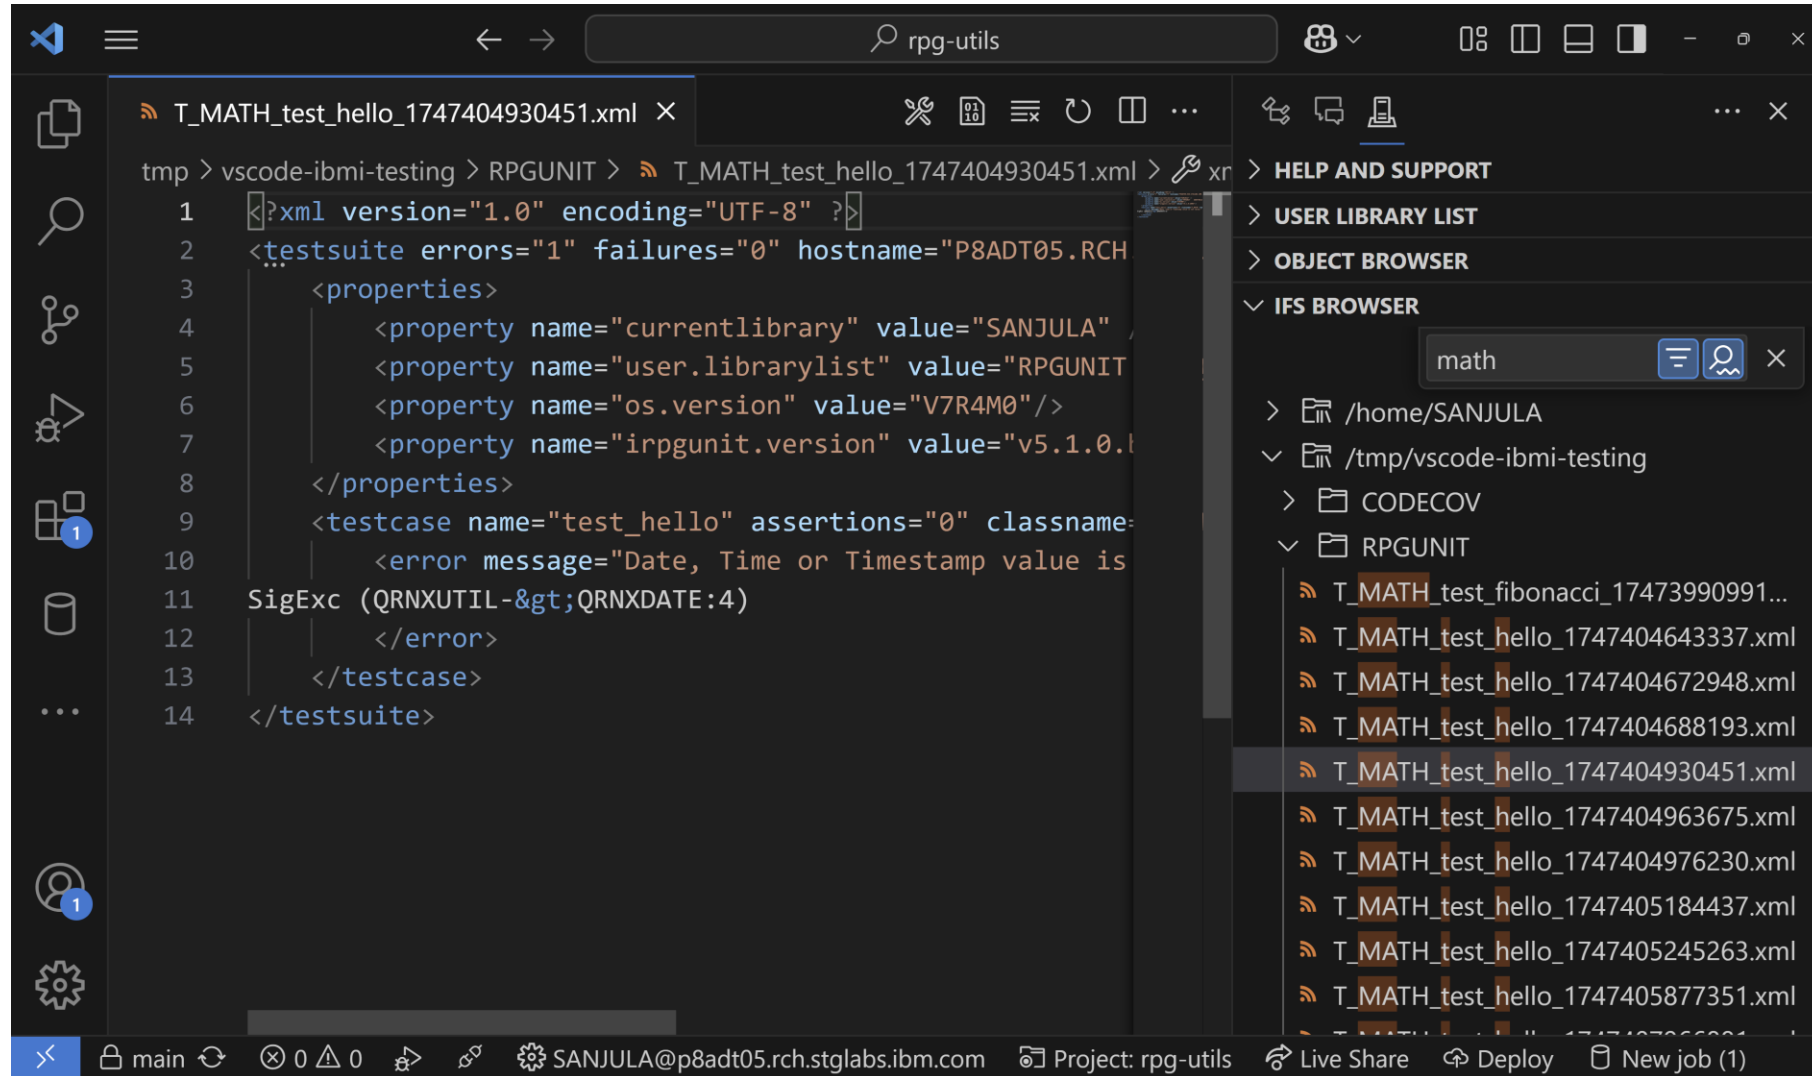 rpg-utils
T_MATH_test_hello_1747404930451.xml
tmp > vscode-ibmi-testing > RPGUNIT > T_MATH_test_hello_1747404930451.xml >
1 <?xml version="1.0" encoding="UTF-8" ?>
2 <testsuite errors="1" failures="0" hostname="P8ADT05.RCH
3 <properties>
4 <property name="currentlibrary" value="SANJULA"
5 <property name="user.librarylist" value="RPGUNIT
6 <property name="os.version" value="V7R4M0"/>
7 <property name="irpgunit.version" value="v5.1.0.
8 </properties>
9 <testcase name="test_hello" assertions="0" classname=
10 <error message="Date, Time or Timestamp value is
11 SigExc (QRNXUTIL-&gt;QRNXDATE:4)
12 </error>
13 </testcase>
14 </testsuite>
HELP AND SUPPORT
USER LIBRARY LIST
OBJECT BROWSER
IFS BROWSER
math
/home/SANJULA
/tmp/vscode-ibmi-testing
CODECOV
RPGUNIT
T_MATH_test_fibonacci_17473990991...
T_MATH_test_hello_1747404643337.xml
T_MATH_test_hello_1747404672948.xml
T_MATH_test_hello_1747404688193.xml
T_MATH_test_hello_1747404930451.xml
T_MATH_test_hello_1747404963675.xml
T_MATH_test_hello_1747404976230.xml
T_MATH_test_hello_1747405184437.xml
T_MATH_test_hello_1747405245263.xml
T_MATH_test_hello_1747405877351.xml
1
1
main 0 0 SANJULA@p8adt05.rch.stglabs.ibm.com Project: rpg-utils Live Share Deploy New job (1)